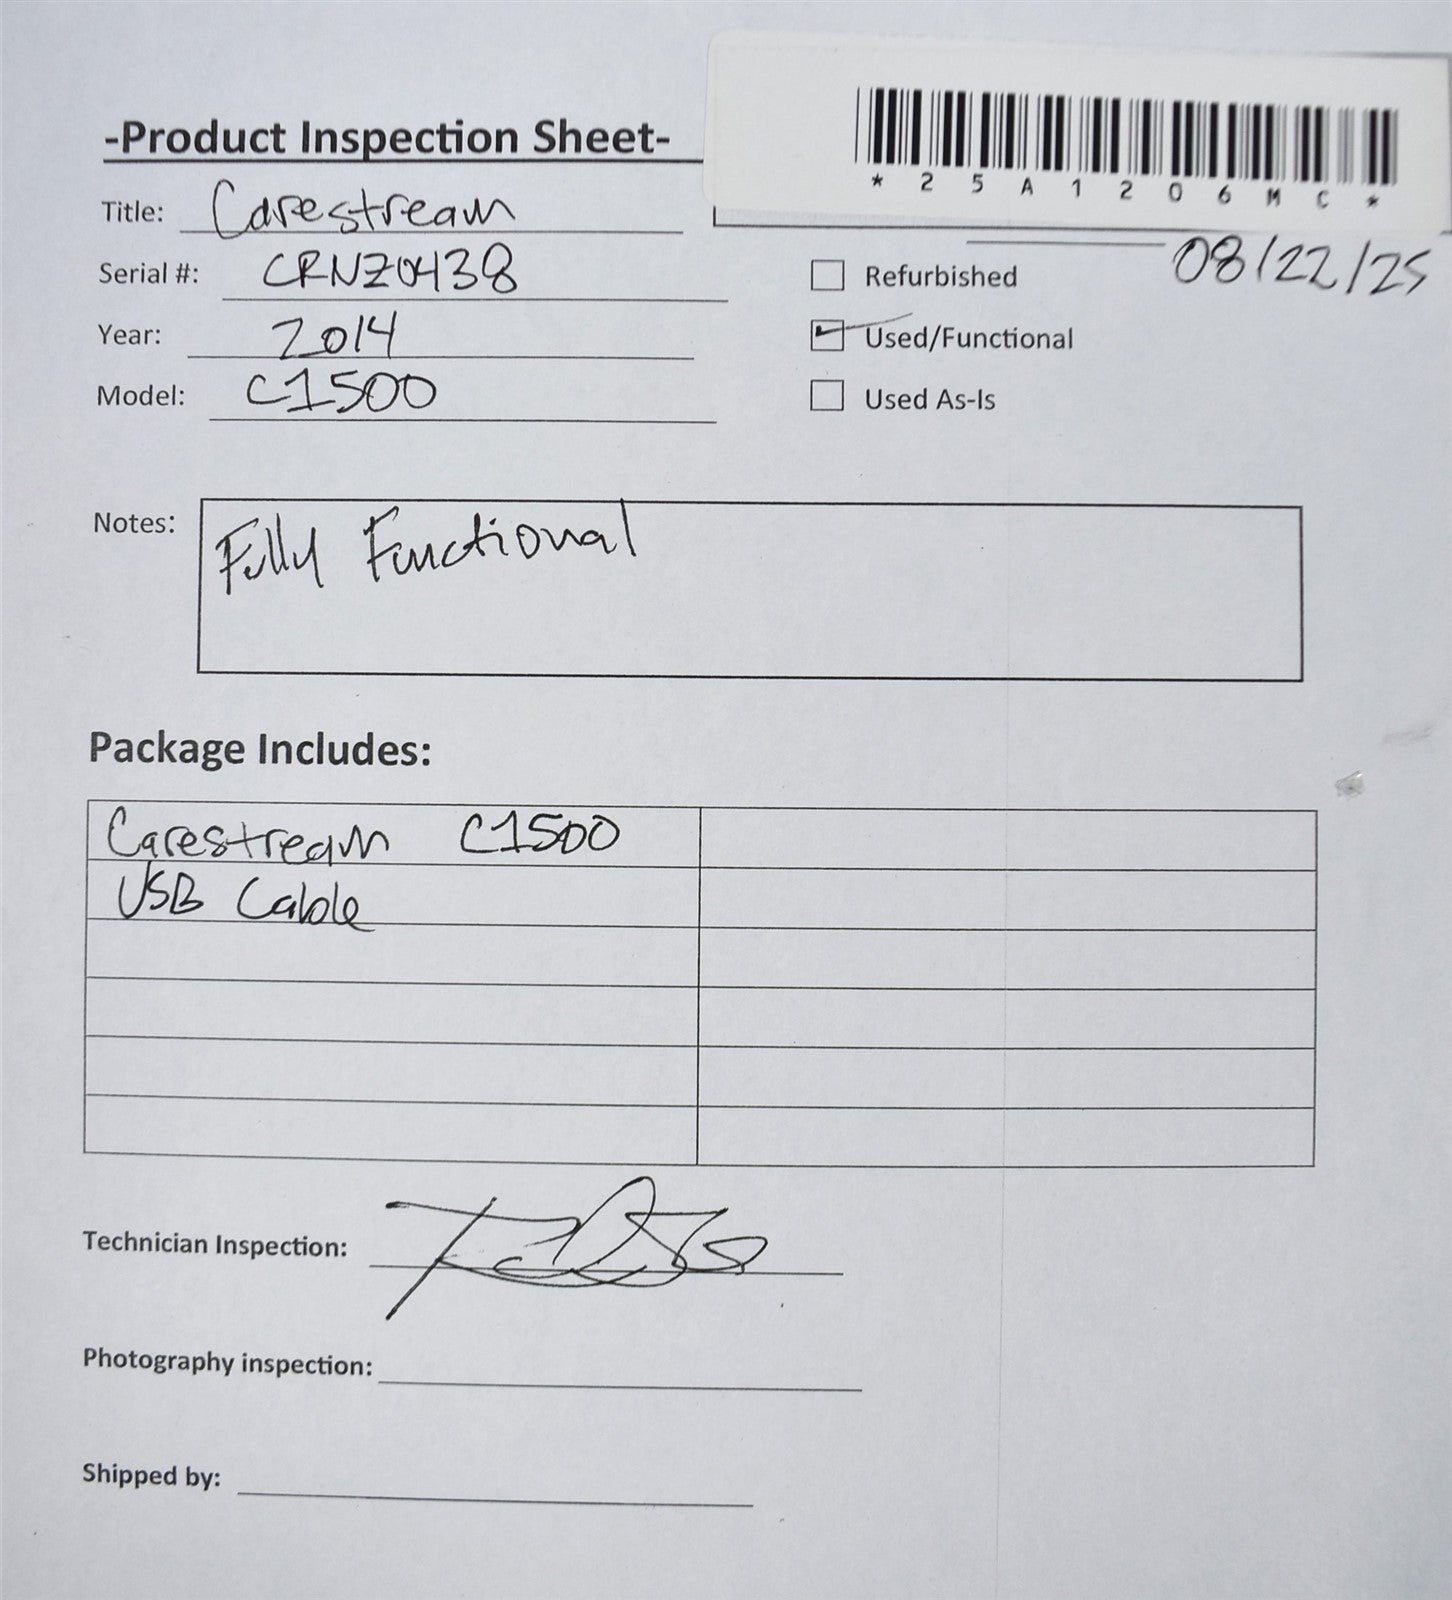 *25A1206MC*
-Product Inspection Sheet-
Title: Carestream
08/22/25
Serial #: CRNZ0438
Refurbished
Year: 2014
Used/Functional
Model: C1500
Used As-Is
Notes: Fully Functional
Package Includes:
Carestream C1500
USB Cable
Technician Inspection:
Photography inspection:
Shipped by: